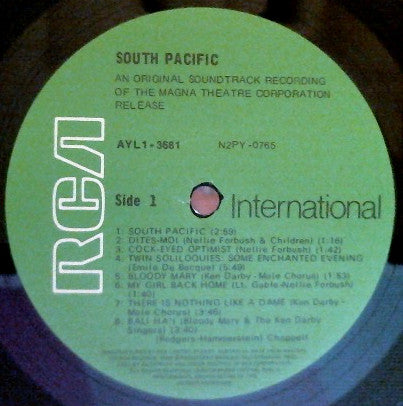 SOUTH PACIFIC
AN ORIGINAL SOUNDTRACK RECORDING
OF THE MAGNA THEATRE CORPORATION
RELEASE
AYL1-3681 N2PY-0765
RCA
Side 1
International
1: SOUTH PACIFIC (2:59)
2: DITES-MOI (Nellie Forbush & Children) (1:16)
3: COCK-EYED OPTIMIST (Nellie Forbush) (1:42)
4: TWIN SOLILOQUIES: SOME ENCHANTED EVENING
(Emile De Becque) (5:49)
5: BLOODY MARY (Ken Darby - Male Chorus) (1:53)
6: MY GIRL BACK HOME (Lt. Gable Nellie Forbush)
(1:40)
7: THERE IS NOTHING LIKE A DAME (Ken Darby -
Male Chorus) (3:46)
8: BALI HA'I (Bloody Mary & The Ken Darby
Singers) (3:40)
(Rodgers-Hammerstein) Chappell